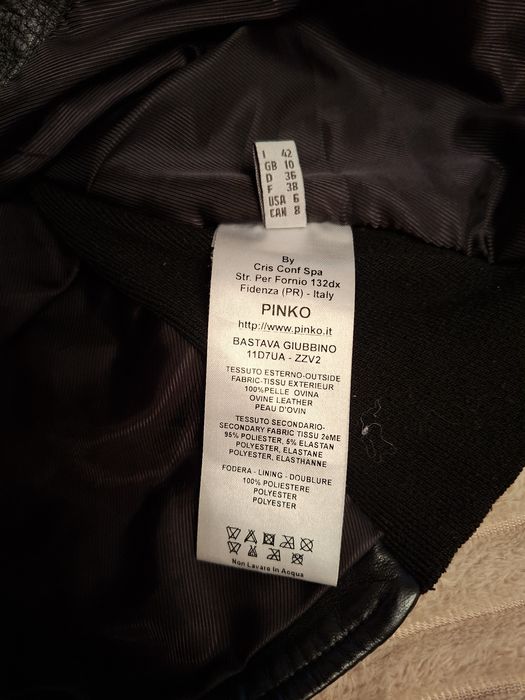 I 42
GB 10
D 36
F 38
USA 6
CAN 8
By
Cris Conf Spa
Str. Per Fornio 132dx
Fidenza (PR) - Italy
PINKO
http://www.pinko.it
BASTAVA GIUBBINO
11D7UA - ZZV2
TESSUTO ESTERNO-OUTSIDE
FABRIC-TISSU EXTERIEUR
100%PELLE OVINA
OVINE LEATHER
PEAU D'OVIN
TESSUTO SECONDARIO-
SECONDARY FABRIC TISSU 2èME
95% POLIESTER, 5% ELASTAN
POLYESTER, ELASTANE
POLYESTER, ELASTHANNE
FODERA - LINING - DOUBLURE
100% POLIESTERE
POLYESTER
POLYESTER
Non Lavare In Acqua